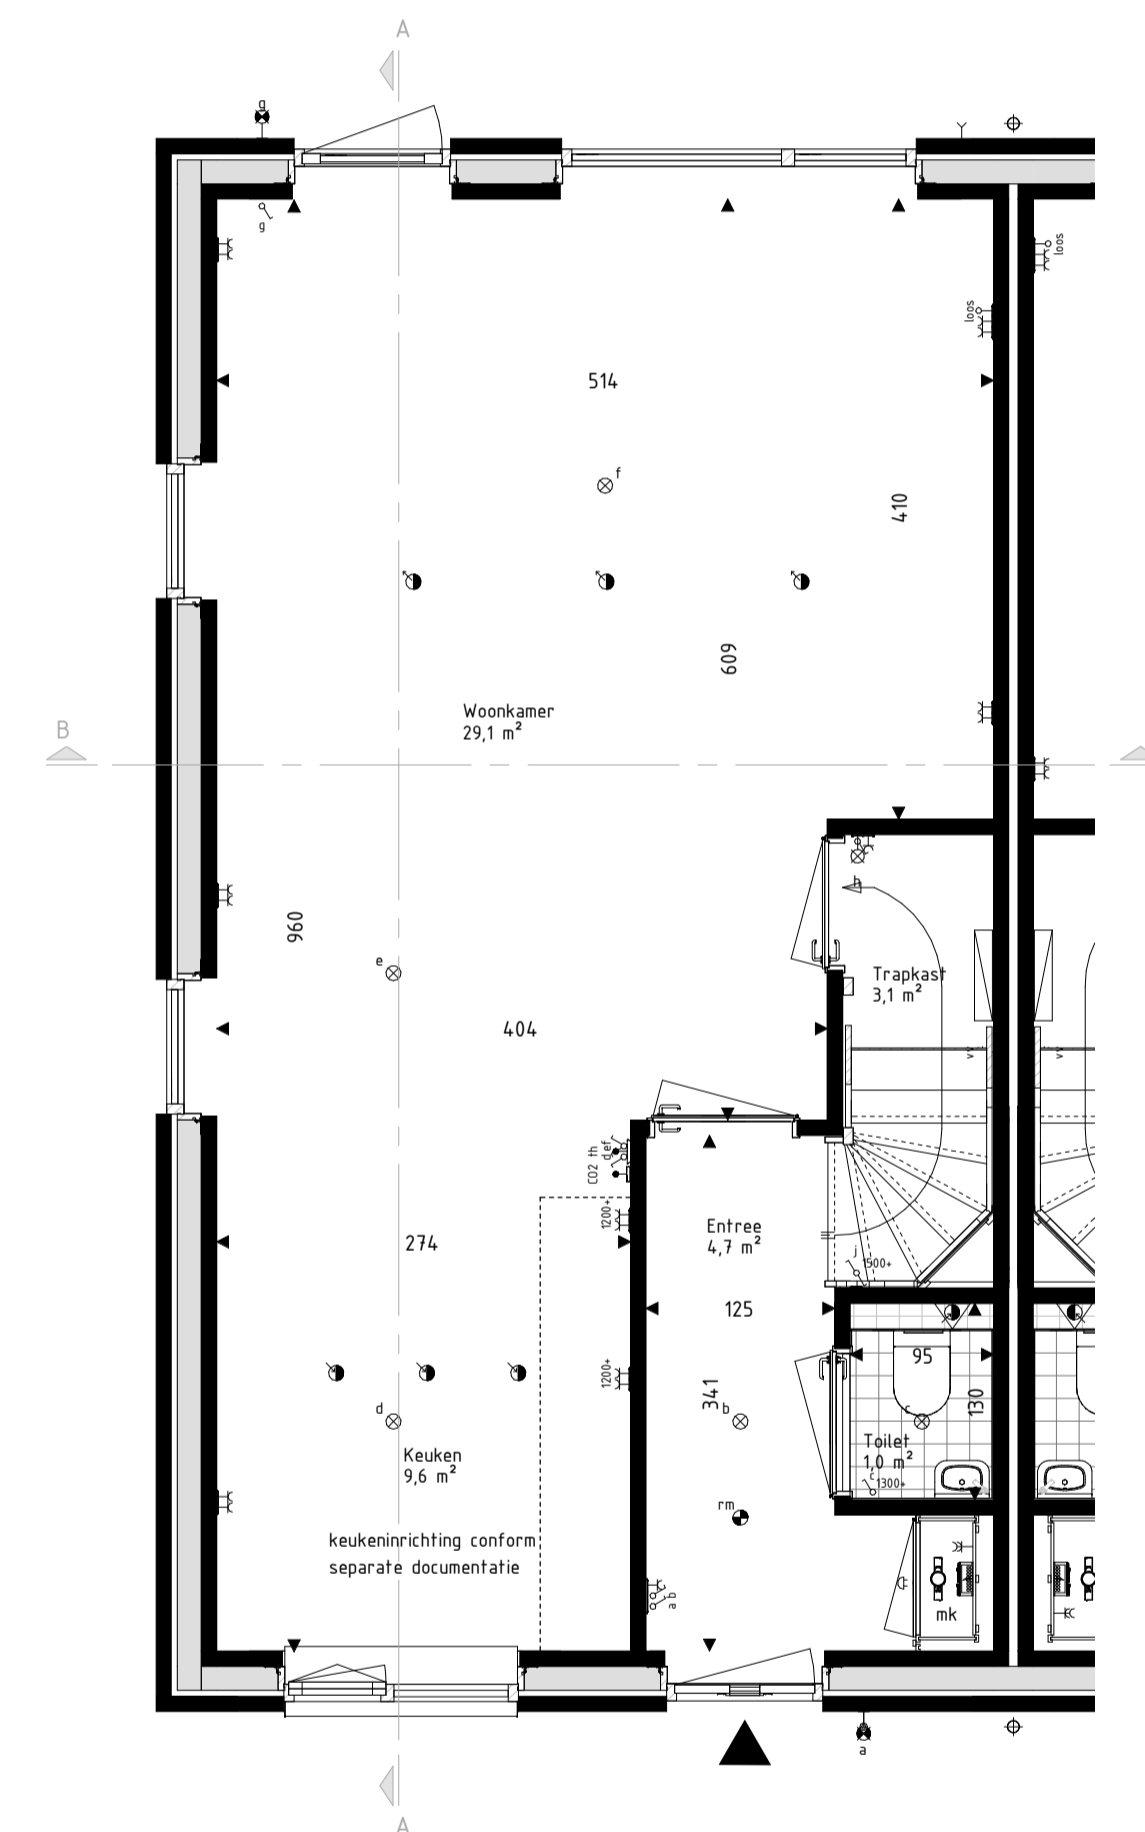 A
g
g
loos
loos
514
f
410
609
Woonkamer
29,1 m²
B
h
960
e
Trapkast
3,1 m²
404
CO2 th
def
1200+
Entree
4,7 m²
274
j
1500+
125
95
1200+
341
130
d
b
c
Keuken
9,6 m²
Toilet
1,0 m²
c
1300+
rm
keukeninrichting conform
separate documentatie
a b
mk
a
A